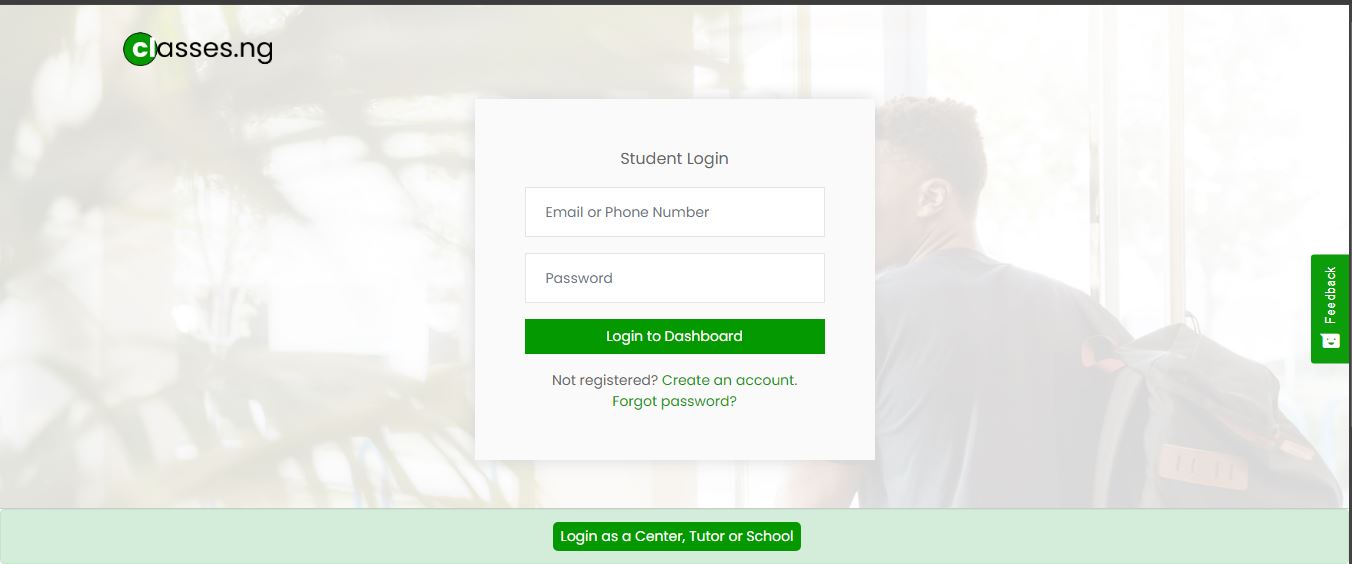 classes.ng
Student Login
Email or Phone Number
Password
Login to Dashboard
Not registered? Create an account.
Forgot password?
Feedback
Login as a Center, Tutor or School